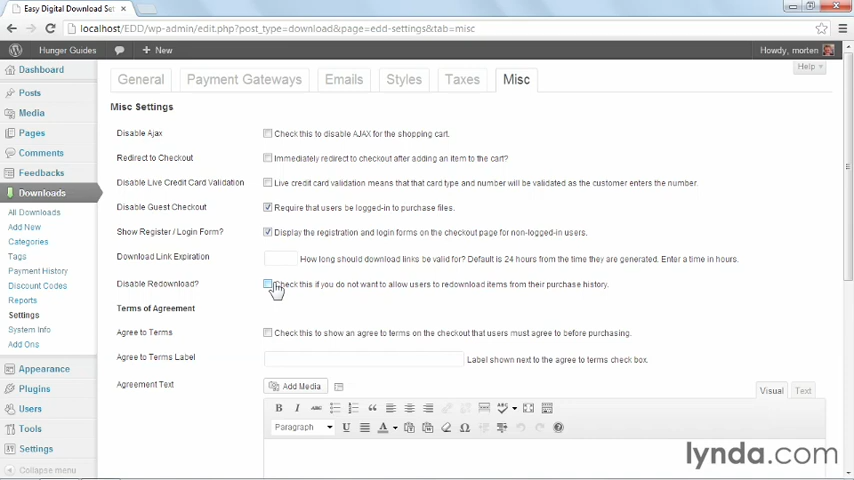 Easy Digital Download Set
localhost/EDD/wp-admin/edit.php?post_type=download&page=edd-settings&tab=misc
Hunger Guides
New
Howdy, morten
Help
Dashboard
Posts
Media
Pages
Comments
Feedbacks
Downloads
All Downloads
Add New
Categories
Tags
Payment History
Discount Codes
Reports
Settings
System Info
Add Ons
Appearance
Plugins
Users
Tools
Settings
Collapse menu
General Payment Gateways Emails Styles Taxes Misc
Misc Settings
Disable Ajax Check this to disable AJAX for the shopping cart.
Redirect to Checkout Immediately redirect to checkout after adding an item to the cart?
Disable Live Credit Card Validation Live credit card validation means that that card type and number will be validated as the customer enters the number.
Disable Guest Checkout Require that users be logged-in to purchase files.
Show Register / Login Form? Display the registration and login forms on the checkout page for non-logged-in users.
Download Link Expiration How long should download links be valid for? Default is 24 hours from the time they are generated. Enter a time in hours.
Disable Redownload? Check this if you do not want to allow users to redownload items from their purchase history.
Terms of Agreement
Agree to Terms Check this to show an agree to terms on the checkout that users must agree to before purchasing.
Agree to Terms Label Label shown next to the agree to terms check box.
Agreement Text Add Media
Visual Text
B I ABC ABC
Paragraph U A
lynda.com